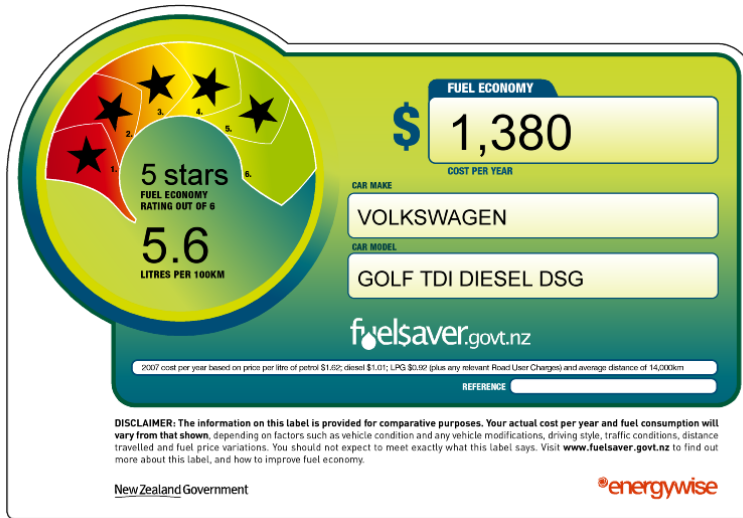 1.
2.
3.
4.
5.
6.
5 stars
FUEL ECONOMY
RATING OUT OF 6
5.6
LITRES PER 100KM
FUEL ECONOMY
$ 1,380
COST PER YEAR
CAR MAKE
VOLKSWAGEN
CAR MODEL
GOLF TDI DIESEL DSG
fuelsaver.govt.nz
2007 cost per year based on price per litre of petrol $1.62; diesel $1.01; LPG $0.92 (plus any relevant Road User Charges) and average distance of 14,000km
REFERENCE
DISCLAIMER: The information on this label is provided for comparative purposes. Your actual cost per year and fuel consumption will
vary from that shown, depending on factors such as vehicle condition and any vehicle modifications, driving style, traffic conditions, distance
travelled and fuel price variations. You should not expect to meet exactly what this label says. Visit www.fuelsaver.govt.nz to find out
more about this label, and how to improve fuel economy.
New Zealand Government
energywise